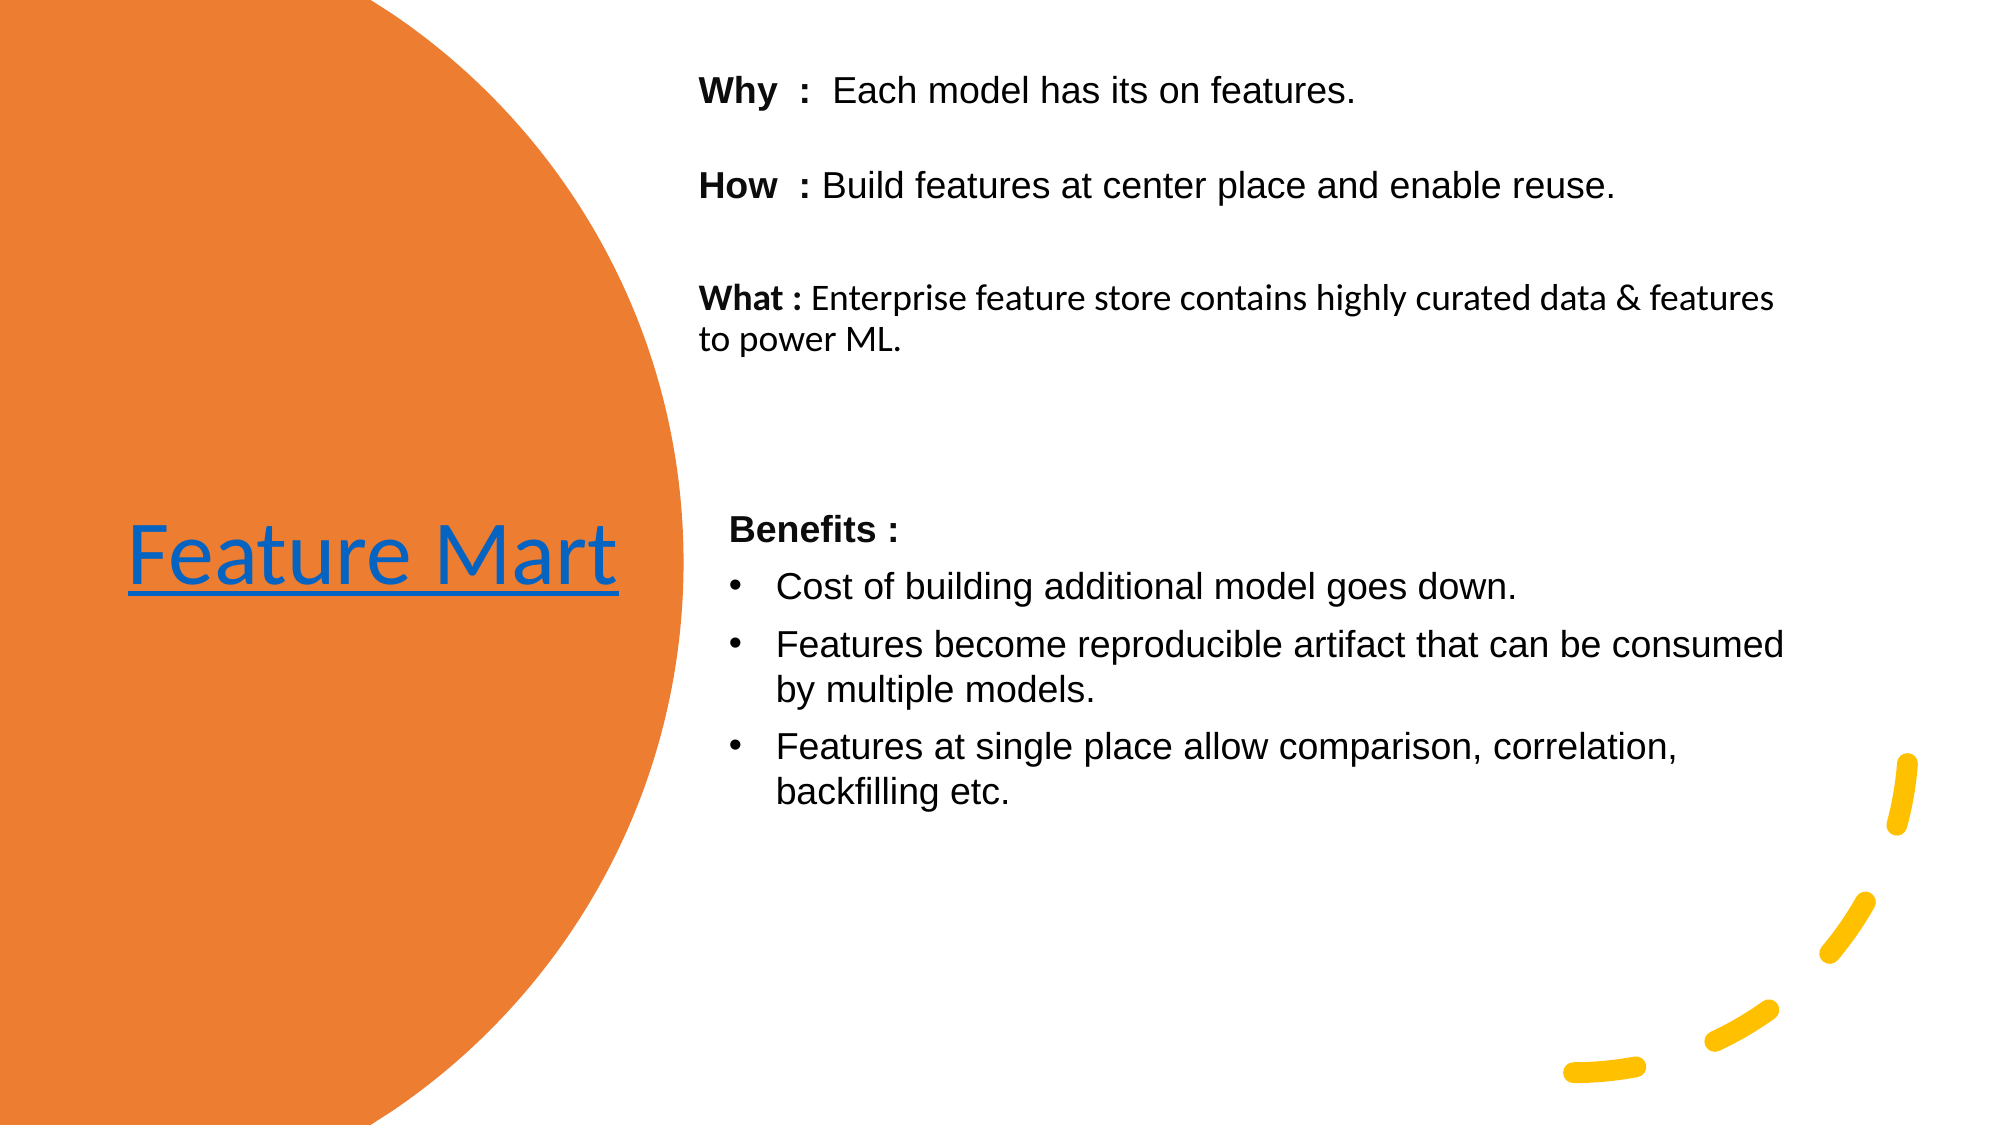 Feature Mart
Why : Each model has its on features.
How : Build features at center place and enable reuse.
What : Enterprise feature store contains highly curated data & features
to power ML.
Benefits :
• Cost of building additional model goes down.
• Features become reproducible artifact that can be consumed
by multiple models.
• Features at single place allow comparison, correlation,
backfilling etc.